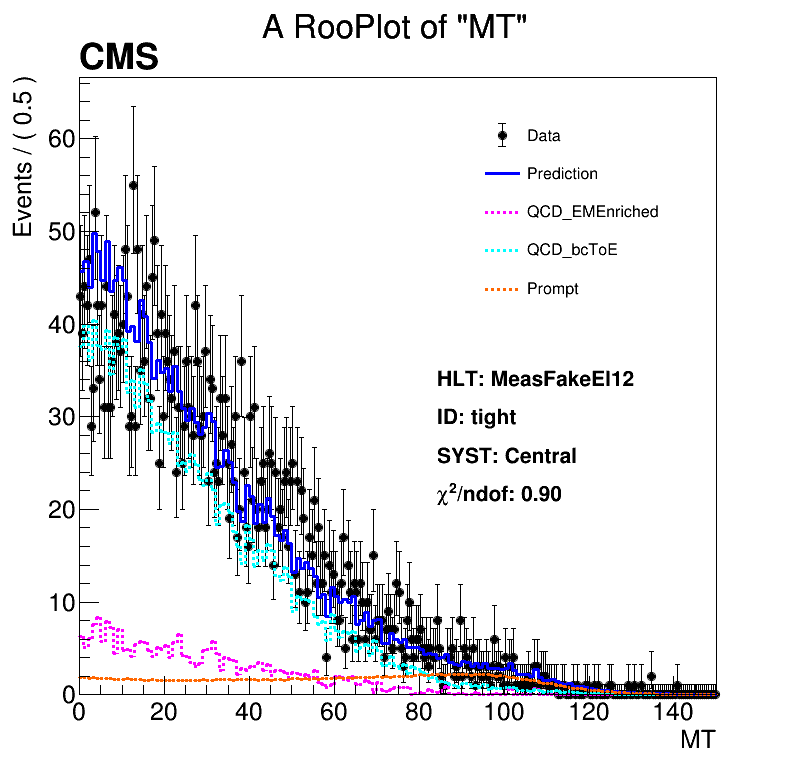 A RooPlot of "MT"
CMS
Events / ( 0.5 )
60
50
40
30
20
10
0
Data
Prediction
QCD_EMEnriched
QCD_bcToE
Prompt
HLT: MeasFakeEl12
ID: tight
SYST: Central
χ²/ndof: 0.90
0 20 40 60 80 100 120 140
MT